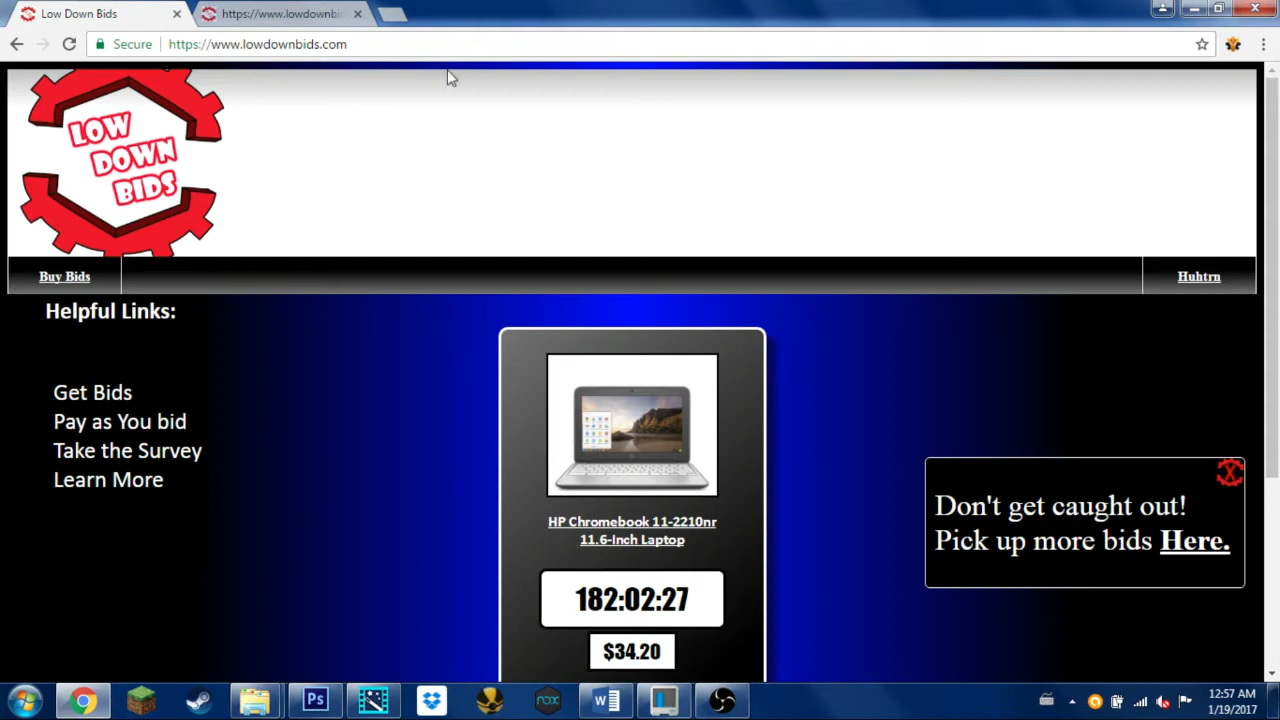 Low Down Bids
https://www.lowdownbi
Secure
https://www.lowdownbids.com
LOW
DOWN
BIDS
Buy Bids
Huhtrn
Helpful Links:
Get Bids
Pay as You bid
Take the Survey
Learn More
HP Chromebook 11-2210nr
11.6-Inch Laptop
182:02:27
$34.20
Don't get caught out!
Pick up more bids Here.
X
Ps
nox
W
12:57 AM
1/19/2017